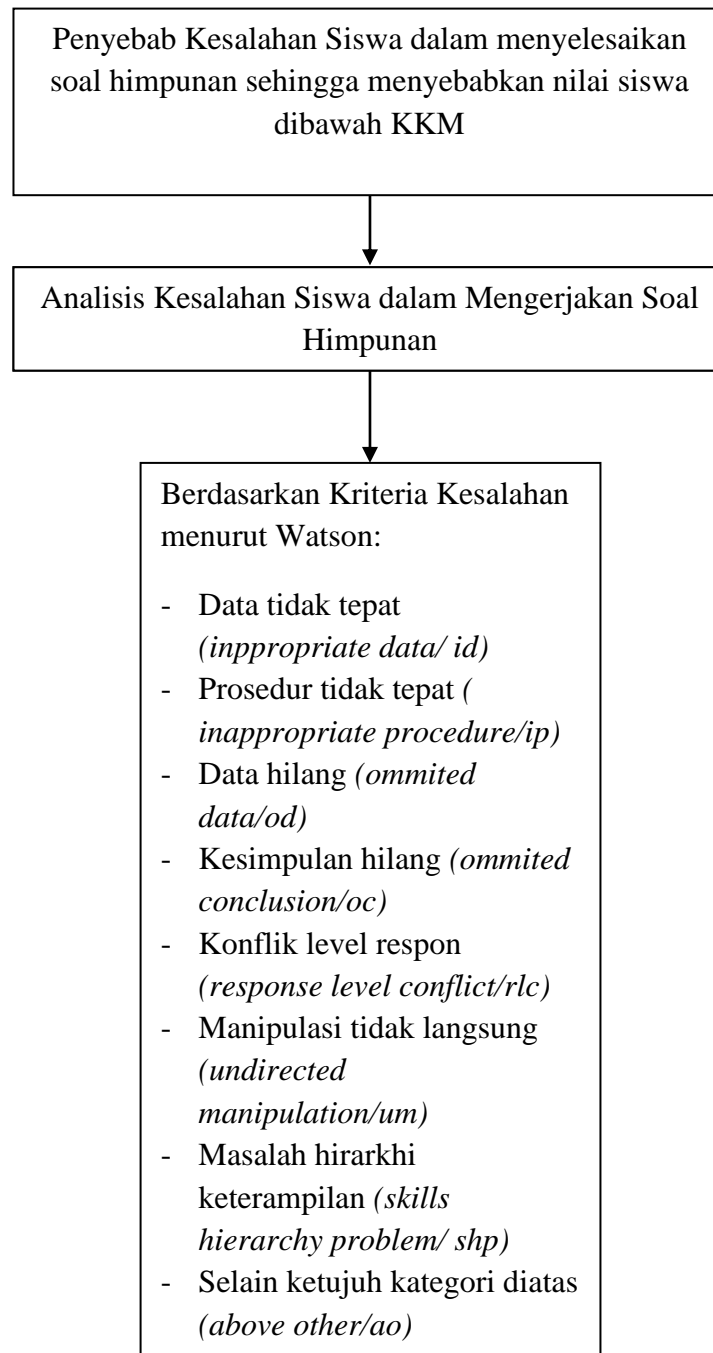 Penyebab Kesalahan Siswa dalam menyelesaikan
soal himpunan sehingga menyebabkan nilai siswa
dibawah KKM
Analisis Kesalahan Siswa dalam Mengerjakan Soal
Himpunan
Berdasarkan Kriteria Kesalahan
menurut Watson:
- Data tidak tepat
(inppropriate data/ id)
- Prosedur tidak tepat (
inappropriate procedure/ip)
- Data hilang (ommited
data/od)
- Kesimpulan hilang (ommited
conclusion/oc)
- Konflik level respon
(response level conflict/rlc)
- Manipulasi tidak langsung
(undirected
manipulation/um)
- Masalah hirarkhi
keterampilan (skills
hierarchy problem/ shp)
- Selain ketujuh kategori diatas
(above other/ao)